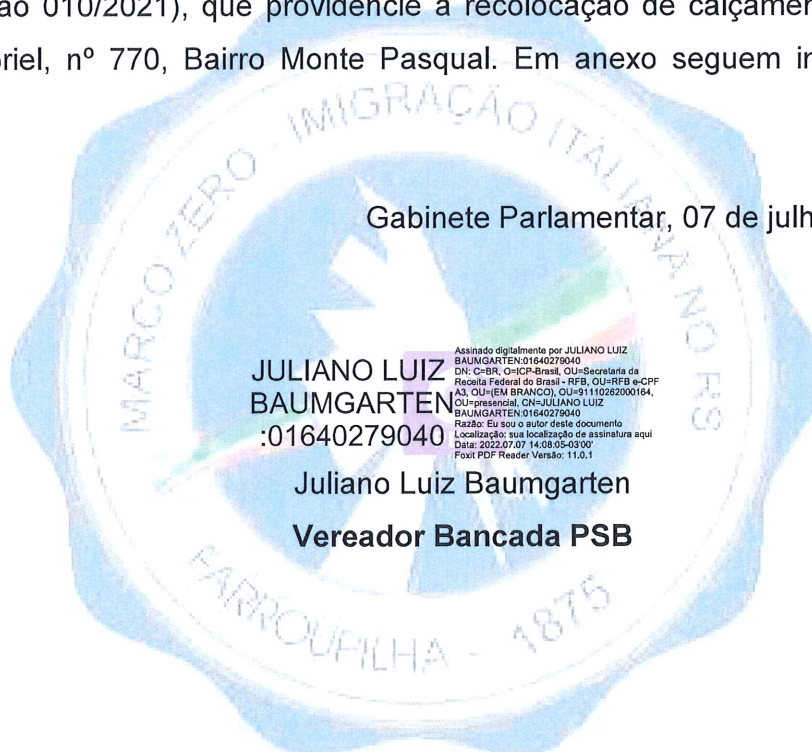 ão 010/2021), que providencie a recolocação de calçamen
riel, nº 770, Bairro Monte Pasqual. Em anexo seguem i
MARCO ZERO - IMIGRAÇÃO ITALIANA NO RS
Gabinete Parlamentar, 07 de julh
JULIANO LUIZ
BAUMGARTEN
:01640279040
Assinado digitalmente por JULIANO LUIZ
BAUMGARTEN:01640279040
DN: C=BR, O=ICP-Brasil, OU=Secretaria da
Receita Federal do Brasil - RFB, OU=RFB e-CPF
A3, OU=(EM BRANCO), OU=91110262000164,
OU=presencial, CN=JULIANO LUIZ
BAUMGARTEN:01640279040
Razão: Eu sou o autor deste documento
Localização: sua localização de assinatura aqui
Data: 2022.07.07 14:08:05-03'00'
Foxit PDF Reader Versão: 11.0.1
Juliano Luiz Baumgarten
Vereador Bancada PSB
FARROUPILHA - 1875